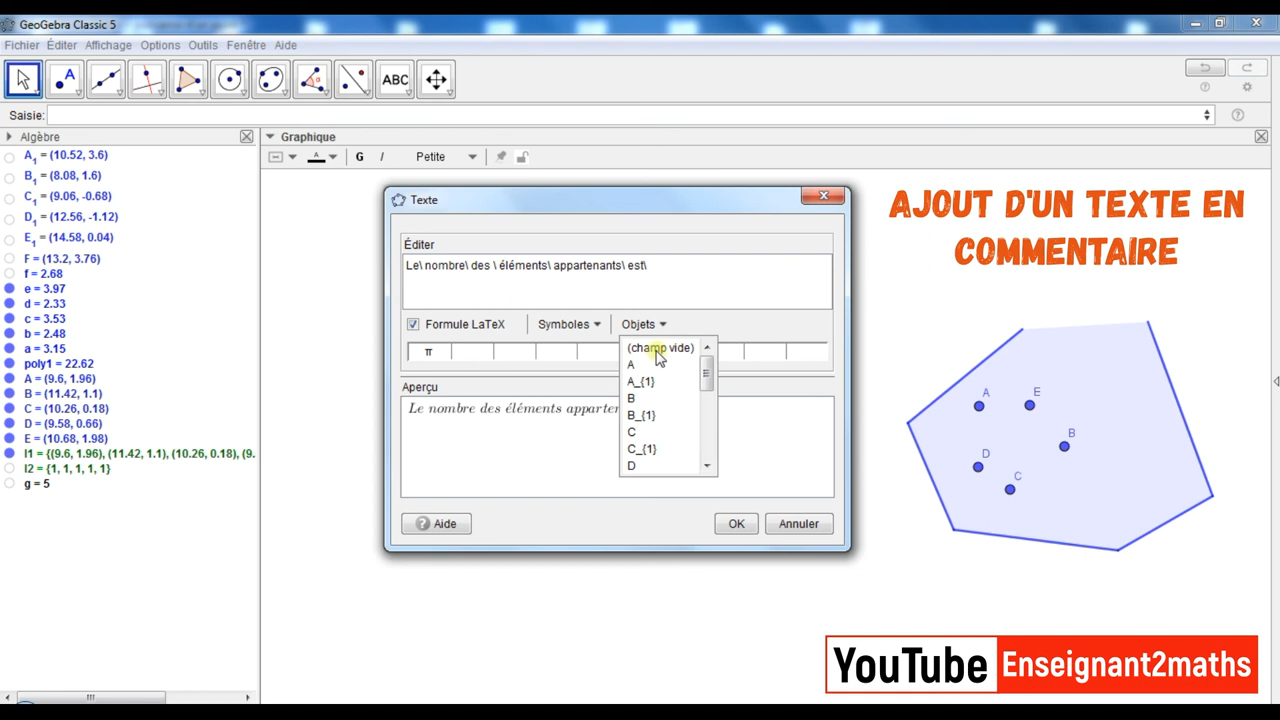 GeoGebra Classic 5
Fichier Éditer Affichage Options Outils Fenêtre Aide
A
ABC
Saisie:
Algèbre
Graphique
G I Petite
A1 = (10.52, 3.6)
B1 = (8.08, 1.6)
C1 = (9.06, -0.68)
D1 = (12.56, -1.12)
E1 = (14.58, 0.04)
F = (13.2, 3.76)
f = 2.68
e = 3.97
d = 2.33
c = 3.53
b = 2.48
a = 3.15
poly1 = 22.62
A = (9.6, 1.96)
B = (11.42, 1.1)
C = (10.26, 0.18)
D = (9.58, 0.66)
E = (10.68, 1.98)
l1 = {(9.6, 1.96), (11.42, 1.1), (10.26, 0.18), (9.
l2 = {1, 1, 1, 1, 1}
g = 5
Texte
Éditer
Le\ nombre\ des \ éléments\ appartenants\ est\
Formule LaTeX Symboles Objets
π
(champ vide)
A
A_{1}
B
B_{1}
C
C_{1}
D
Aperçu
Le nombre des éléments apparten
Aide OK Annuler
AJOUT D'UN TEXTE EN
COMMENTAIRE
A
E
B
D
C
YouTube Enseignant2maths